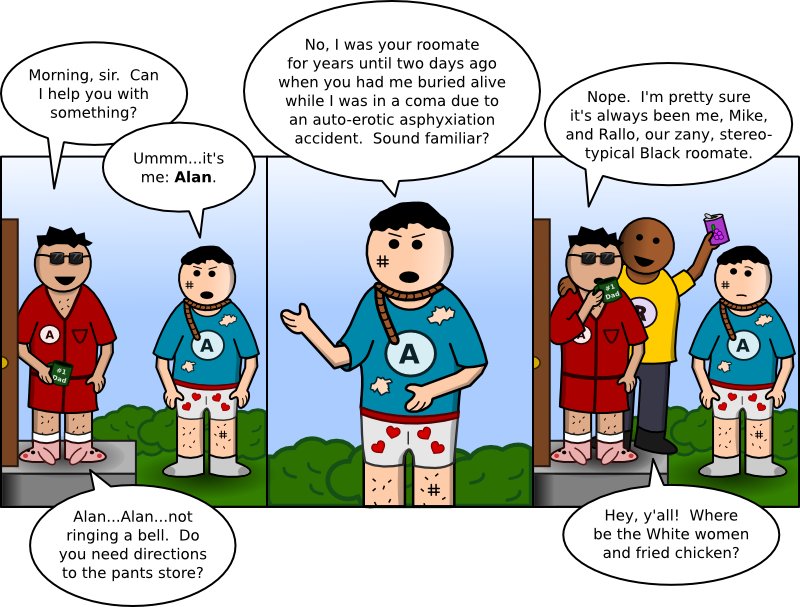 Morning, sir.  Can
I help you with
something?
Ummm...it's
me: Alan.
Alan...Alan...not
ringing a bell.  Do
you need directions
to the pants store?
A
#1
Dad
A
No, I was your roomate
for years until two days ago
when you had me buried alive
while I was in a coma due to
an auto-erotic asphyxiation
accident.  Sound familiar?
A
Nope.  I'm pretty sure
it's always been me, Mike,
and Rallo, our zany, stereo-
typical Black roomate.
#1
Dad
A
R
A
Hey, y'all!  Where
be the White women
and fried chicken?